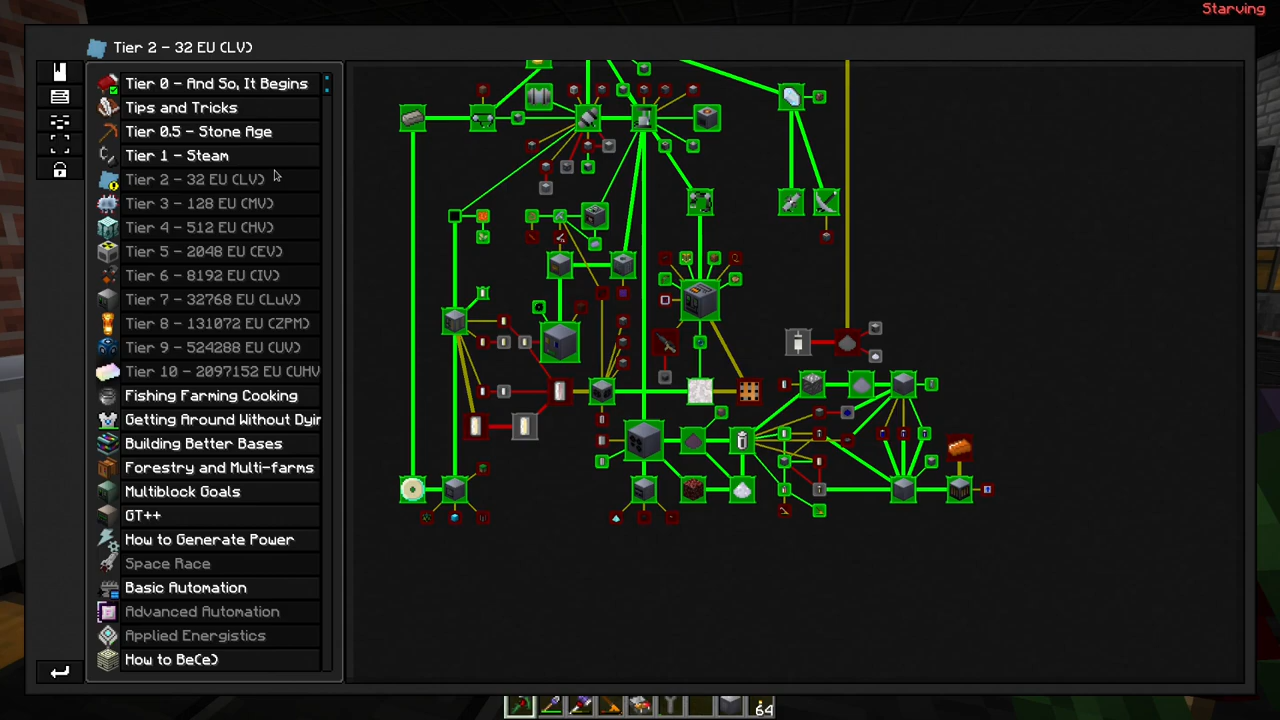 Starving
Tier 2 - 32 EU (LV)
Tier 0 - And So, It Begins
Tips and Tricks
Tier 0.5 - Stone Age
Tier 1 - Steam
Tier 2 - 32 EU (LV)
Tier 3 - 128 EU (MV)
Tier 4 - 512 EU (HV)
Tier 5 - 2048 EU (EV)
Tier 6 - 8192 EU (IV)
Tier 7 - 32768 EU (LuV)
Tier 8 - 131072 EU (ZPM)
Tier 9 - 524288 EU (UV)
Tier 10 - 2097152 EU (UHV
Fishing Farming Cooking
Getting Around Without Dyin
Building Better Bases
Forestry and Multi-farms
Multiblock Goals
GT++
How to Generate Power
Space Race
Basic Automation
Advanced Automation
Applied Energistics
How to Be(e)
64